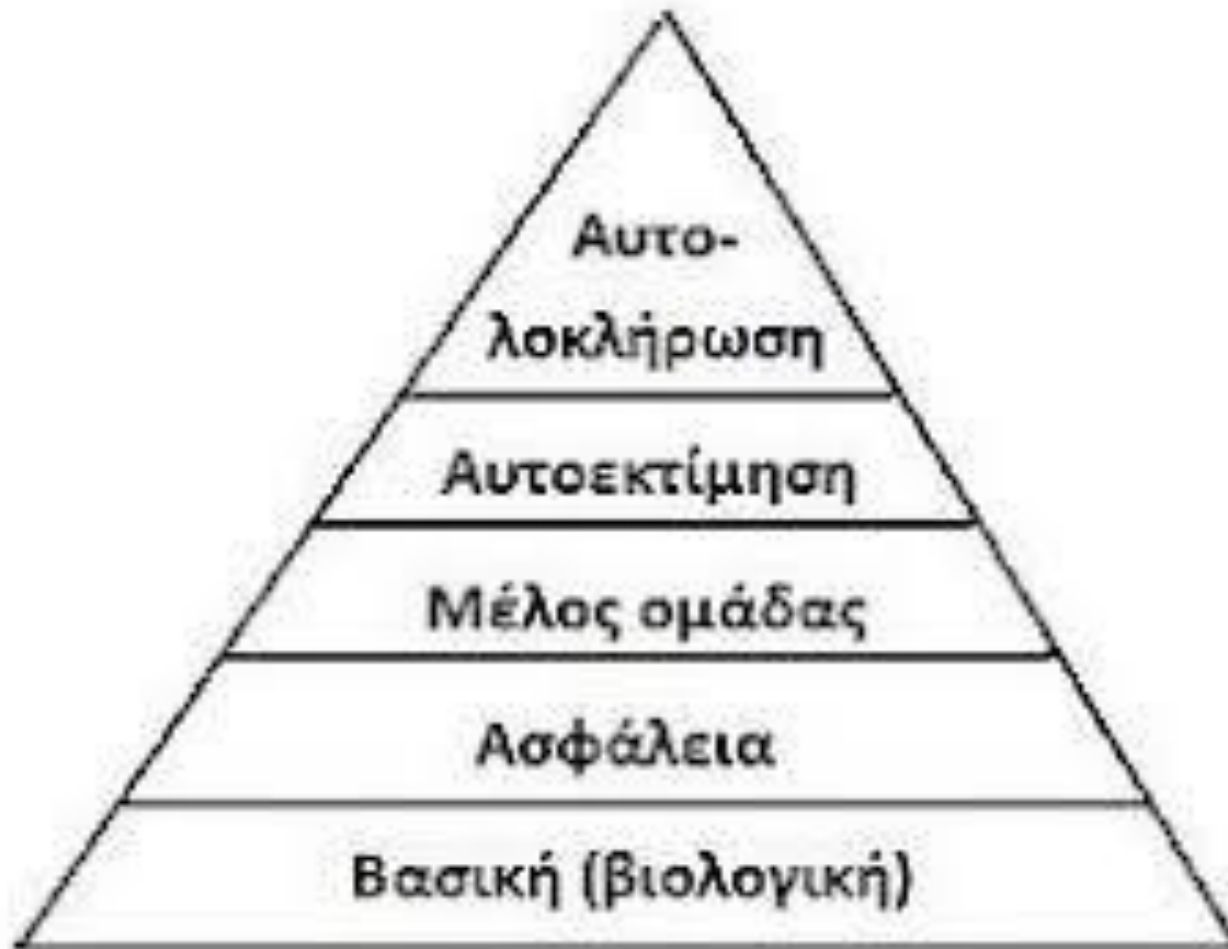 Αυτο-
λοκλήρωση
Αυτοεκτίμηση
Μέλος ομάδας
Ασφάλεια
Βασική (βιολογική)